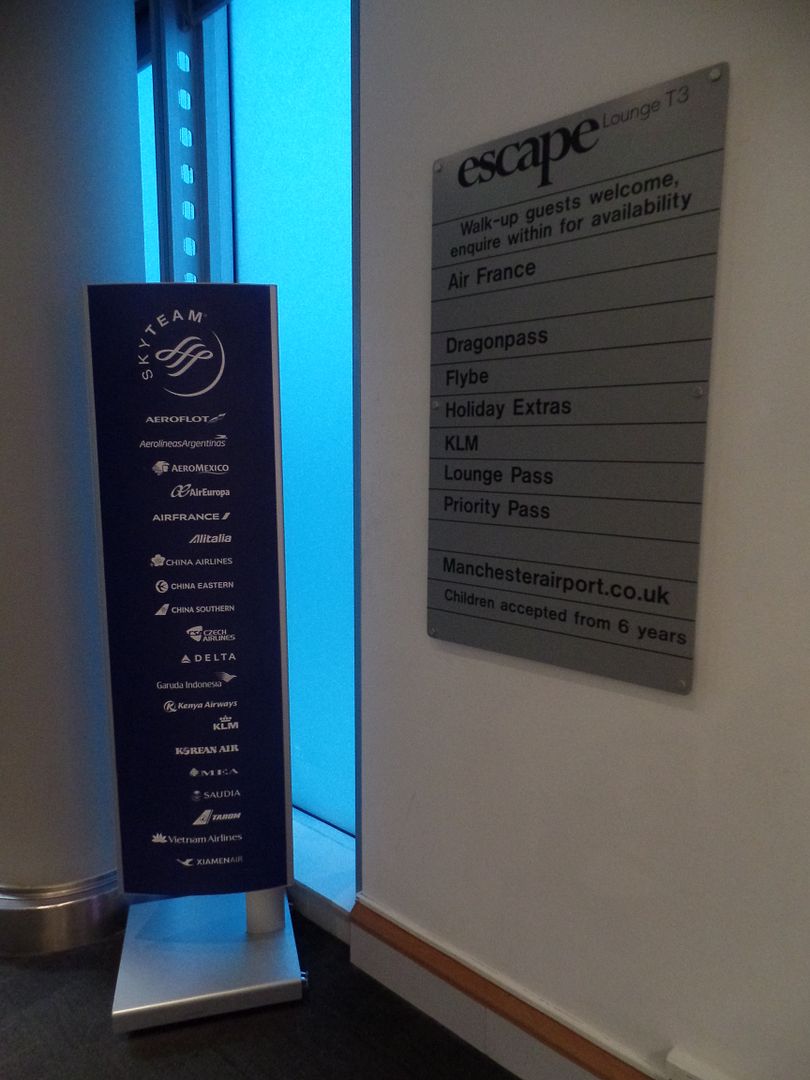 SKYTEAM
AEROFLOT
AerolíneasArgentinas
AEROMEXICO
AirEuropa
AIRFRANCE
Alitalia
CHINA AIRLINES
CHINA EASTERN
CHINA SOUTHERN
CSA CZECH
AIRLINES
DELTA
Garuda Indonesia
Kenya Airways
KLM
KOREAN AIR
MEA
SAUDIA
TAROM
Vietnam Airlines
XIAMENAIR
escape Lounge T3
Walk-up guests welcome,
enquire within for availability
Air France
Dragonpass
Flybe
Holiday Extras
KLM
Lounge Pass
Priority Pass
Manchesterairport.co.uk
Children accepted from 6 years